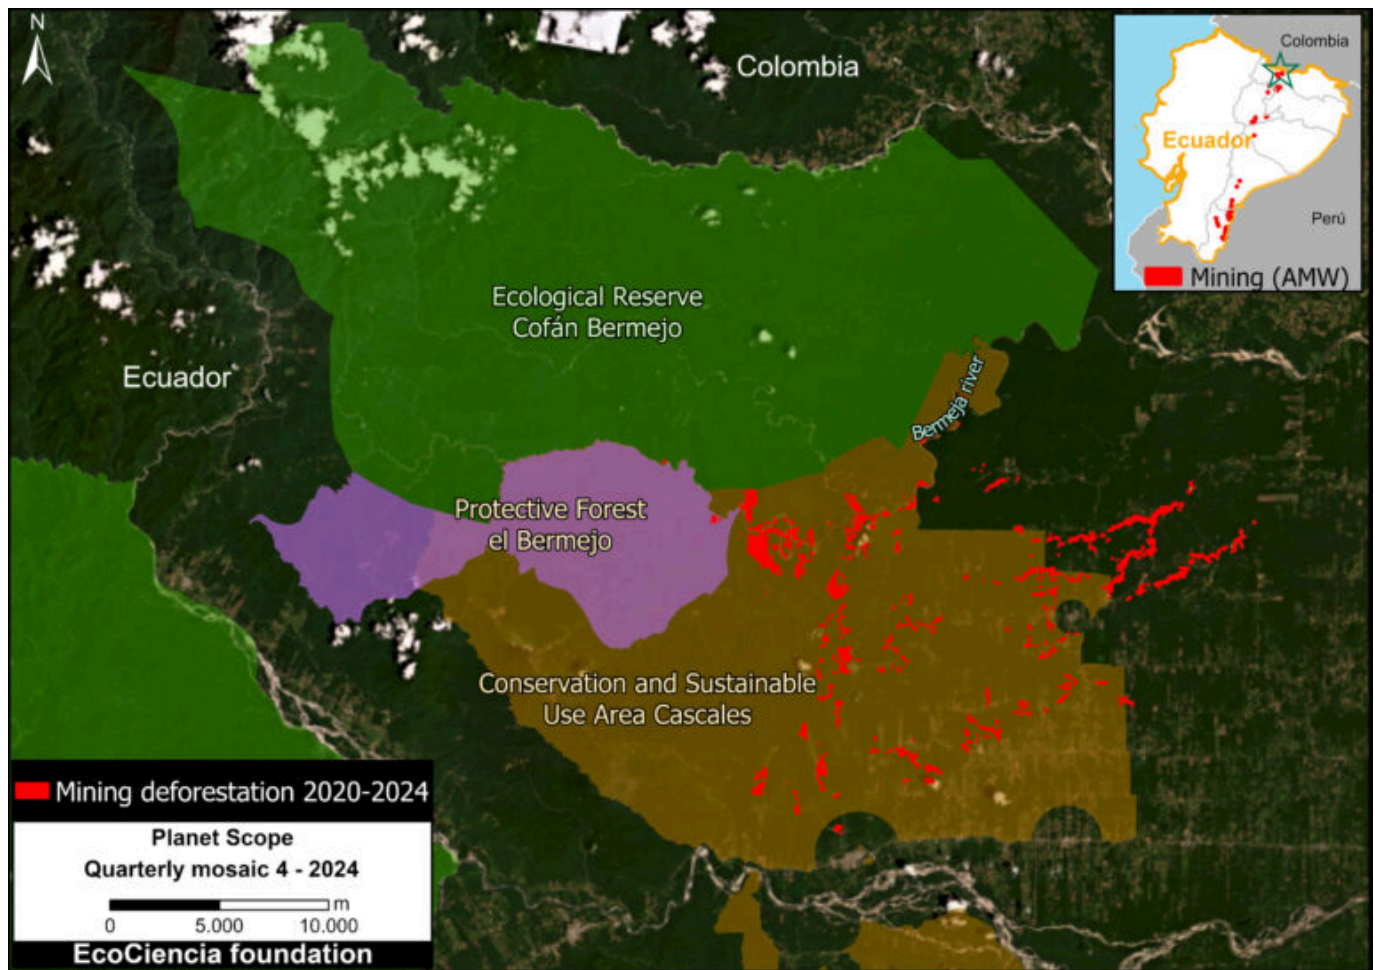 N
Colombia
Colombia
Ecuador
Perú
Mining (AMW)
Ecological Reserve
Cofán Bermejo
Ecuador
Bermeja river
Protective Forest
el Bermejo
Conservation and Sustainable
Use Area Cascales
Mining deforestation 2020-2024
Planet Scope
Quarterly mosaic 4 - 2024
m
0 5.000 10.000
EcoCiencia foundation